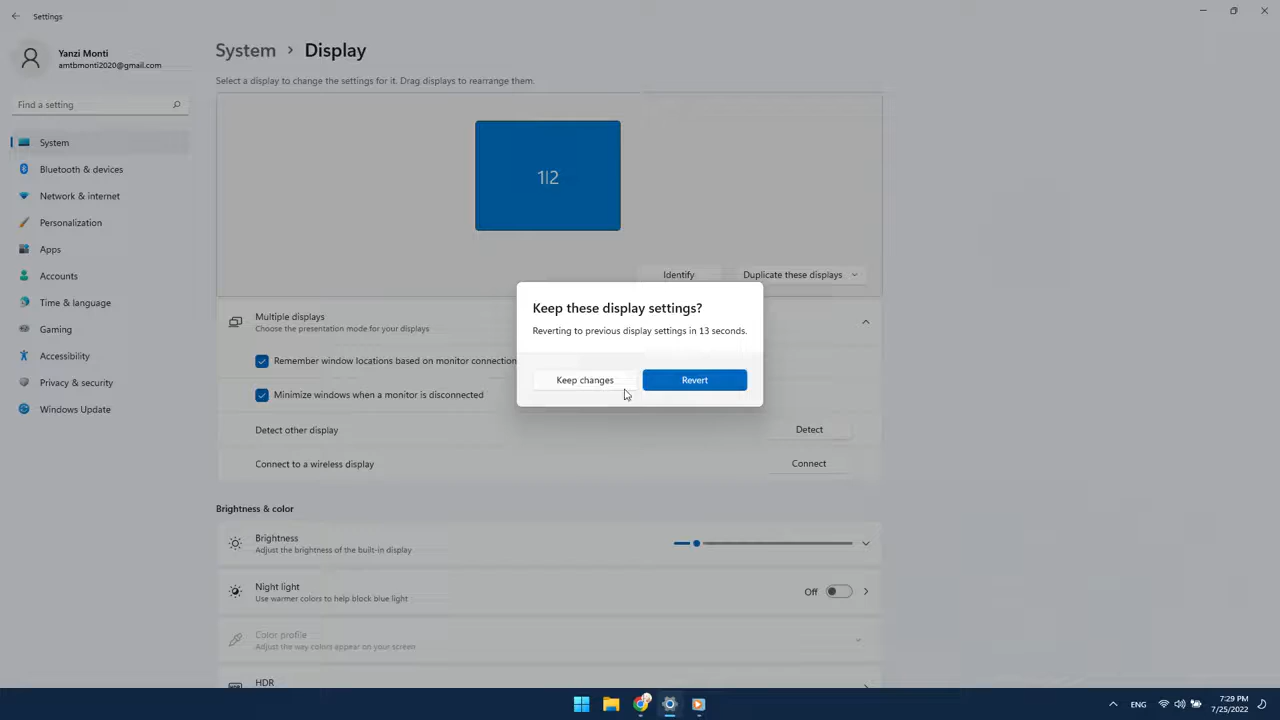 Settings
Yanzi Monti
amtbmonti2020@gmail.com
Find a setting
System
Bluetooth & devices
Network & internet
Personalization
Apps
Accounts
Time & language
Gaming
Accessibility
Privacy & security
Windows Update
System > Display
Select a display to change the settings for it. Drag displays to rearrange them.
1|2
Identify
Duplicate these displays
Multiple displays
Choose the presentation mode for your displays
Remember window locations based on monitor connection
Minimize windows when a monitor is disconnected
Detect other display
Detect
Connect to a wireless display
Connect
Keep these display settings?
Reverting to previous display settings in 13 seconds.
Keep changes
Revert
Brightness & color
Brightness
Adjust the brightness of the built-in display
Night light
Use warmer colors to help block blue light
Off
Color profile
Adjust the way colors appear on your screen
HDR
ENG
7:29 PM
7/25/2022